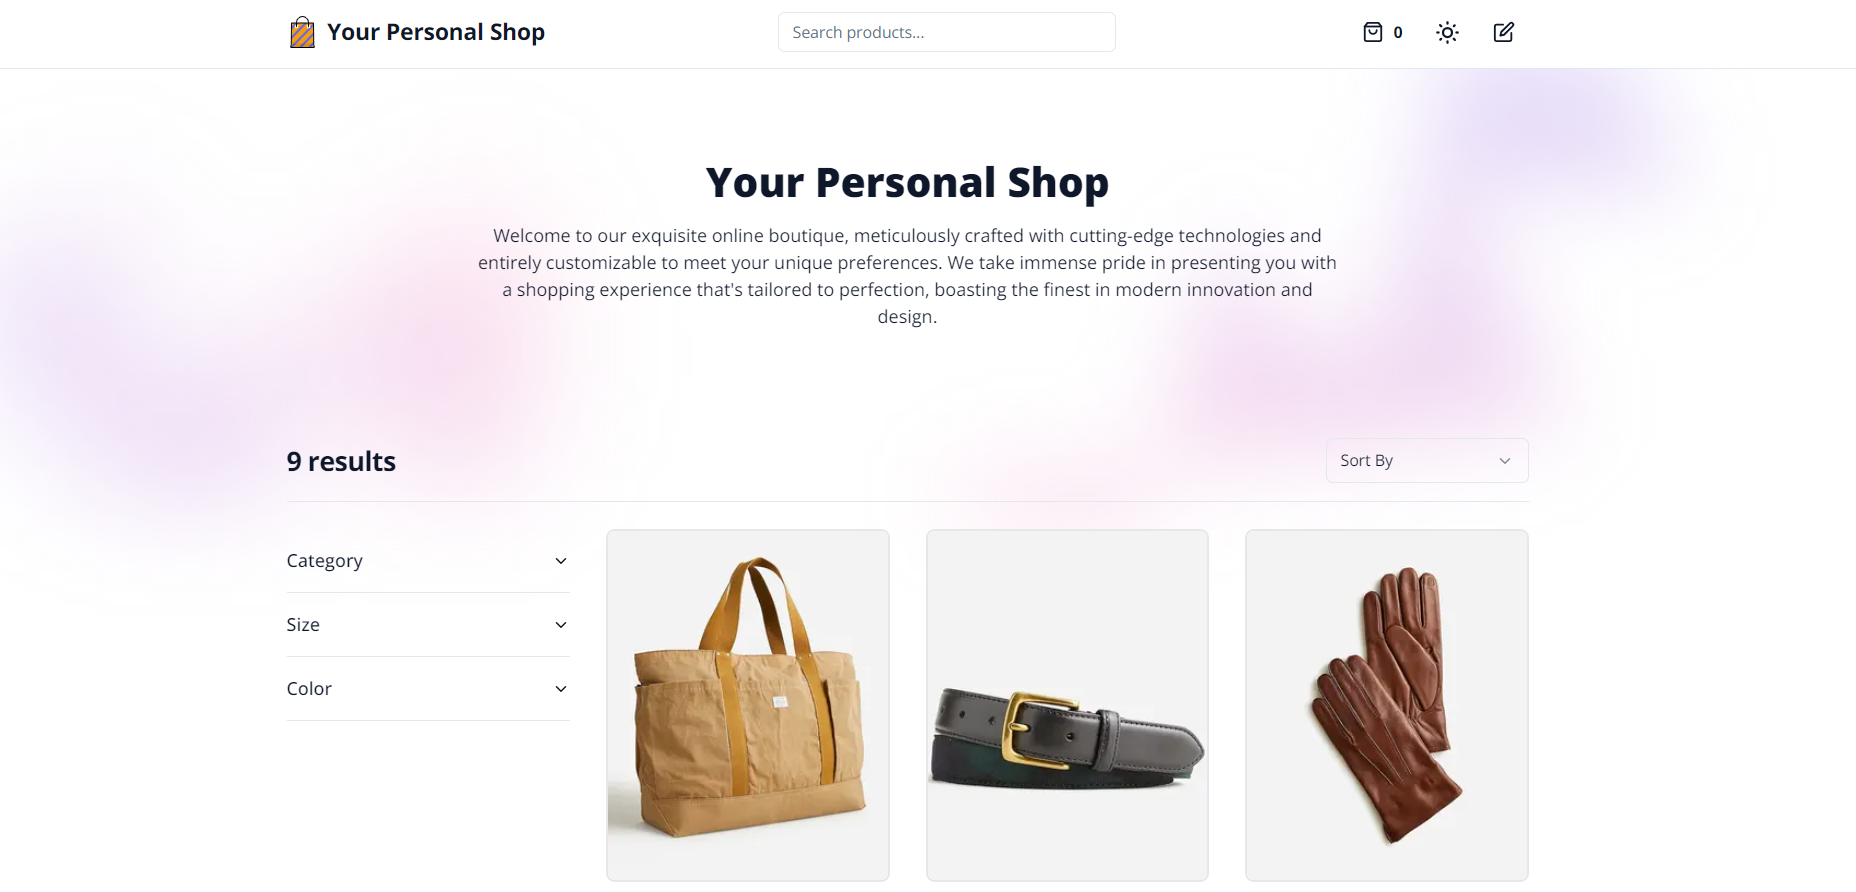 Your Personal Shop
Search products...
0
Your Personal Shop
Welcome to our exquisite online boutique, meticulously crafted with cutting-edge technologies and
entirely customizable to meet your unique preferences. We take immense pride in presenting you with
a shopping experience that's tailored to perfection, boasting the finest in modern innovation and
design.
9 results
Sort By
Category
Size
Color